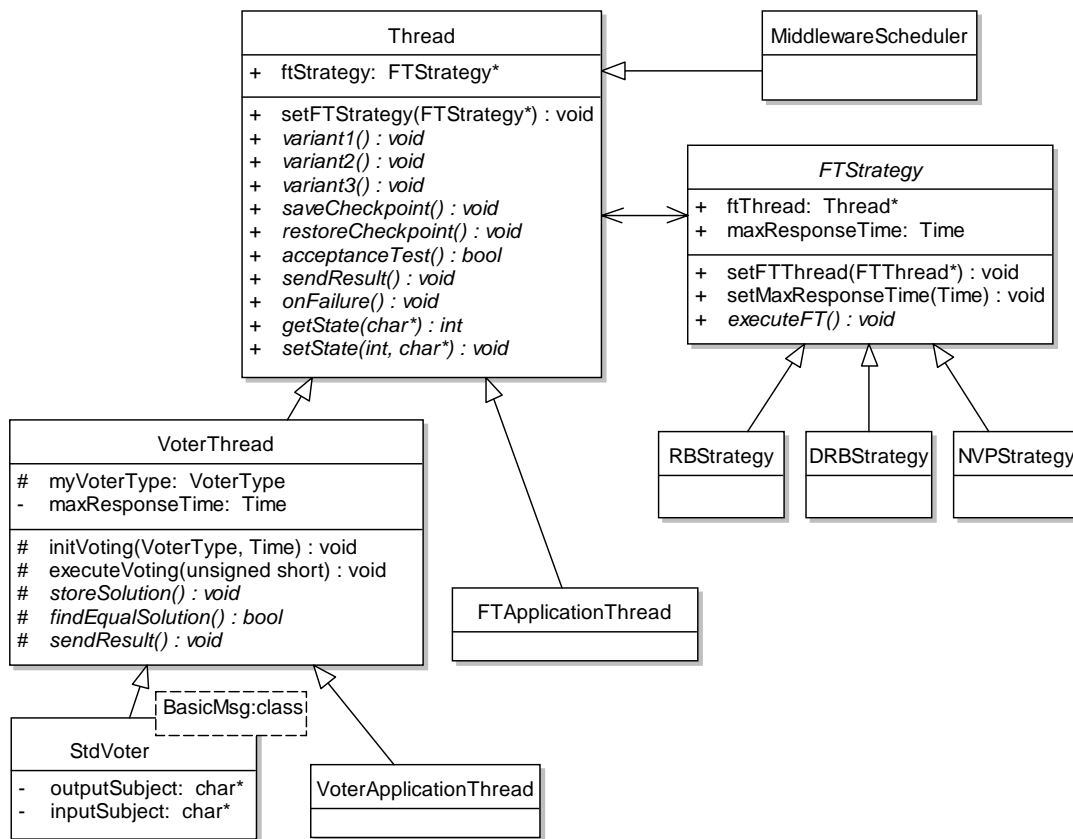 Thread
+ ftStrategy: FTStrategy*
+ setFTStrategy(FTStrategy*) : void
+ variant1() : void
+ variant2() : void
+ variant3() : void
+ saveCheckpoint() : void
+ restoreCheckpoint() : void
+ acceptanceTest() : bool
+ sendResult() : void
+ onFailure() : void
+ getState(char*) : int
+ setState(int, char*) : void
MiddlewareScheduler
FTStrategy
+ ftThread: Thread*
+ maxResponseTime: Time
+ setFTThread(FTThread*) : void
+ setMaxResponseTime(Time) : void
+ executeFT() : void
RBStrategy
DRBStrategy
NVPStrategy
VoterThread
# myVoterType: VoterType
- maxResponseTime: Time
# initVoting(VoterType, Time) : void
# executeVoting(unsigned short) : void
# storeSolution() : void
# findEqualSolution() : bool
# sendResult() : void
FTApplicationThread
BasicMsg:class
StdVoter
- outputSubject: char*
- inputSubject: char*
VoterApplicationThread